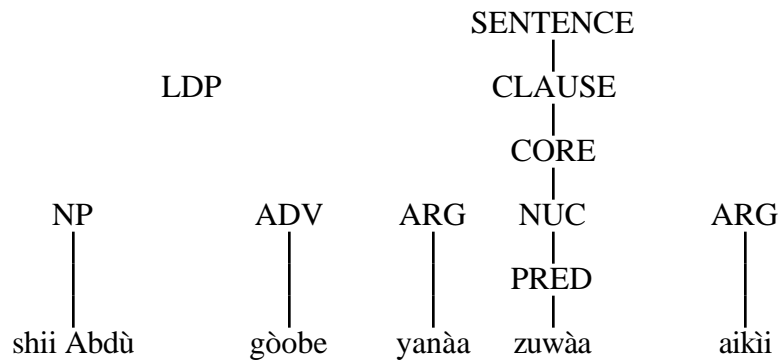 SENTENCE
LDP CLAUSE
CORE
NP ADV ARG NUC ARG
PRED
shii Abdù gòobe yanàa zuwàa aikìi